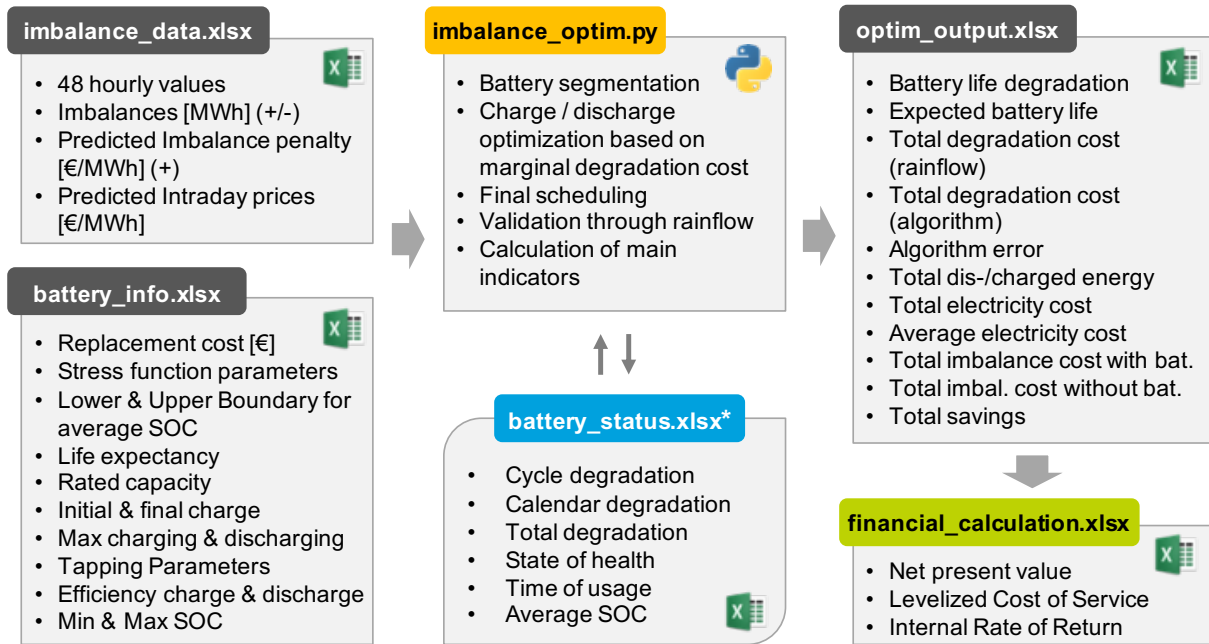 imbalance_data.xlsx
• 48 hourly values
• Imbalances [MWh] (+/-)
• Predicted Imbalance penalty
[€/MWh] (+)
• Predicted Intraday prices
[€/MWh]
battery_info.xlsx
• Replacement cost [€]
• Stress function parameters
• Lower & Upper Boundary for
average SOC
• Life expectancy
• Rated capacity
• Initial & final charge
• Max charging & discharging
• Tapping Parameters
• Efficiency charge & discharge
• Min & Max SOC
imbalance_optim.py
• Battery segmentation
• Charge / discharge
optimization based on
marginal degradation cost
• Final scheduling
• Validation through rainflow
• Calculation of main
indicators
battery_status.xlsx*
• Cycle degradation
• Calendar degradation
• Total degradation
• State of health
• Time of usage
• Average SOC
optim_output.xlsx
• Battery life degradation
• Expected battery life
• Total degradation cost
(rainflow)
• Total degradation cost
(algorithm)
• Algorithm error
• Total dis-/charged energy
• Total electricity cost
• Average electricity cost
• Total imbalance cost with bat.
• Total imbal. cost without bat.
• Total savings
financial_calculation.xlsx
• Net present value
• Levelized Cost of Service
• Internal Rate of Return